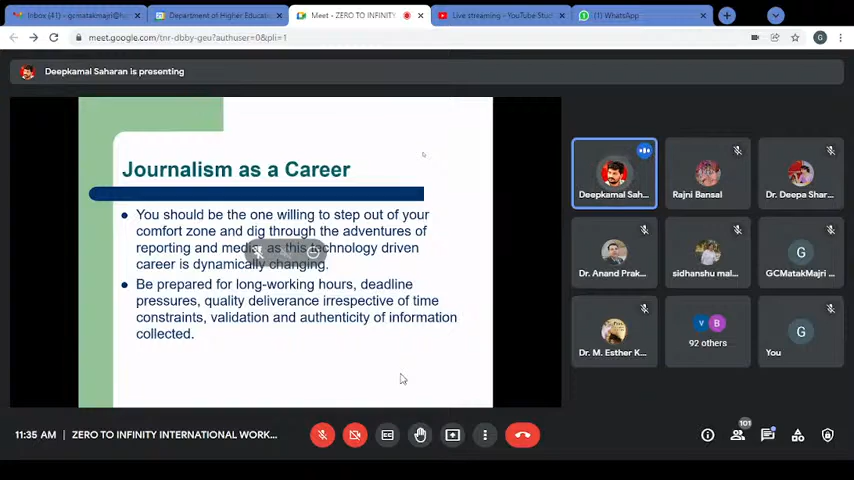 Inbox (41) - gcmatakmajri@h
Department of Higher Educatio
Meet - ZERO TO INFINITY
Live streaming - YouTube Stud
(1) WhatsApp
meet.google.com/tnr-dbby-geu?authuser=0&pli=1
G
Deepkamal Saharan is presenting
Journalism as a Career
You should be the one willing to step out of your
comfort zone and dig through the adventures of
reporting and media, as this technology driven
career is dynamically changing.
Be prepared for long-working hours, deadline
pressures, quality deliverance irrespective of time
constraints, validation and authenticity of information
collected.
Deepkamal Sah...
Rajni Bansal
Dr. Deepa Shar...
Dr. Anand Prak...
sidhanshu mal...
G
GCMatakMajri ...
Dr. M. Esther K...
V B
92 others
G
You
11:35 AM | ZERO TO INFINITY INTERNATIONAL WORK...
101